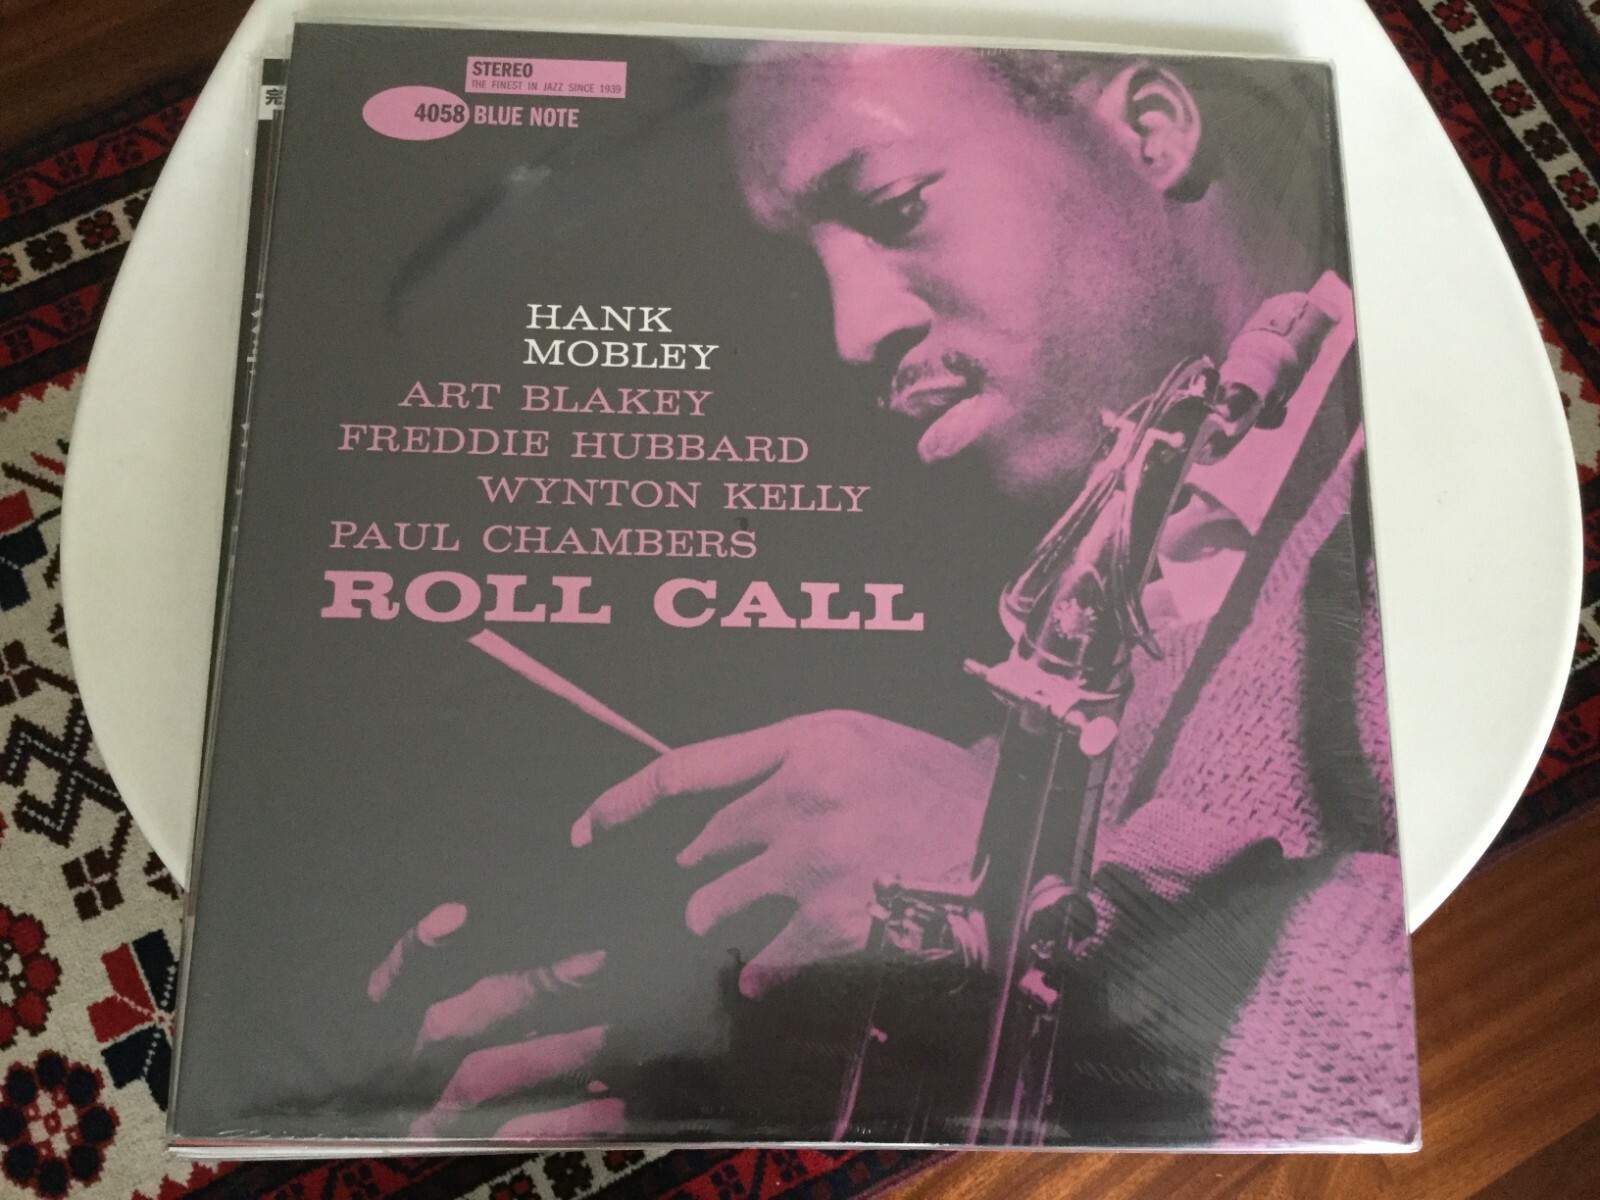 STEREO
THE FINEST IN JAZZ SINCE 1939
4058 BLUE NOTE
完
HANK
MOBLEY
ART BLAKEY
FREDDIE HUBBARD
WYNTON KELLY
PAUL CHAMBERS
ROLL CALL